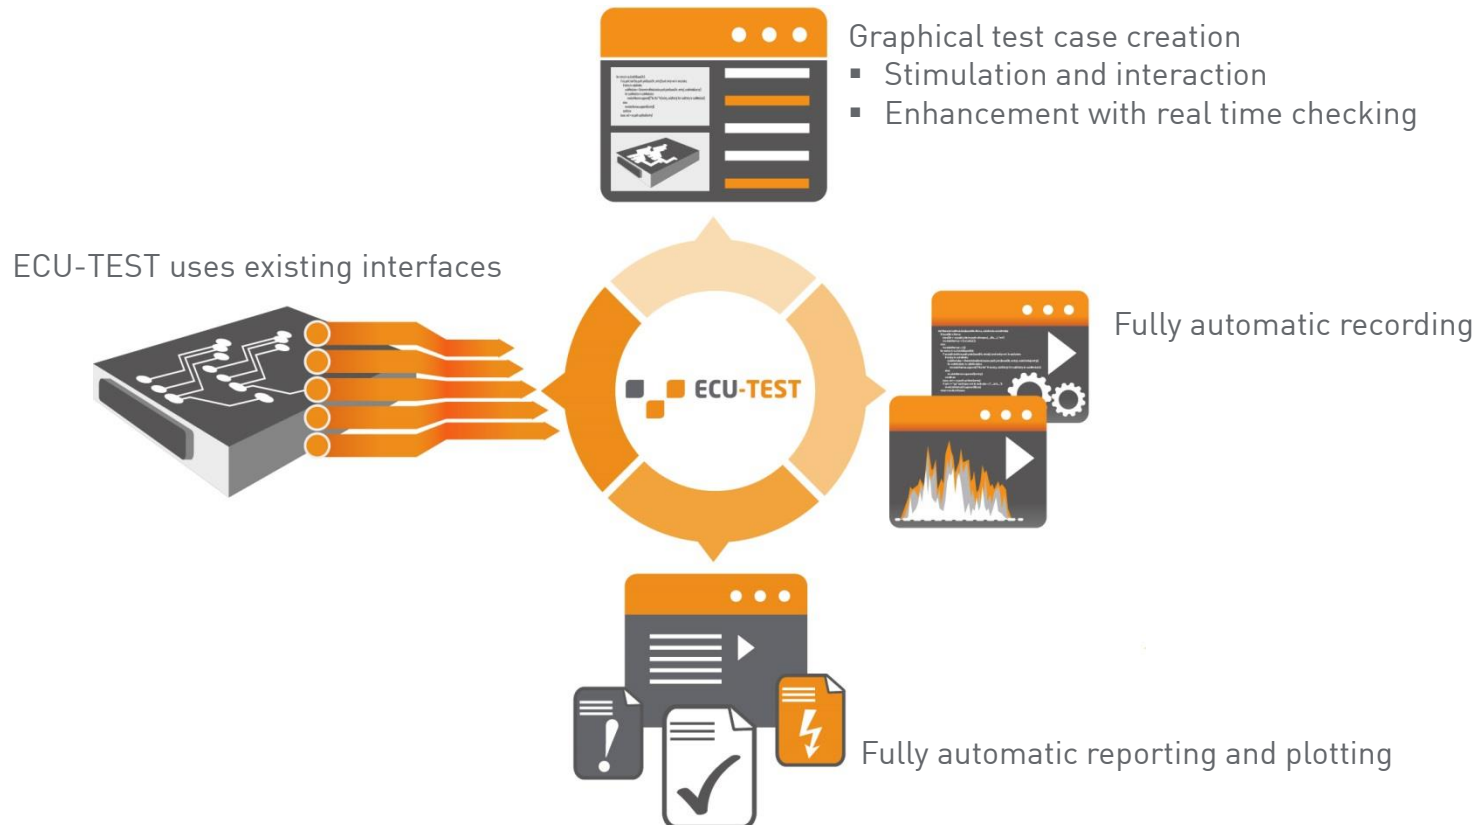 Graphical test case creation
▪ Stimulation and interaction
▪ Enhancement with real time checking
ECU-TEST uses existing interfaces
Fully automatic recording
ECU-TEST
Fully automatic reporting and plotting